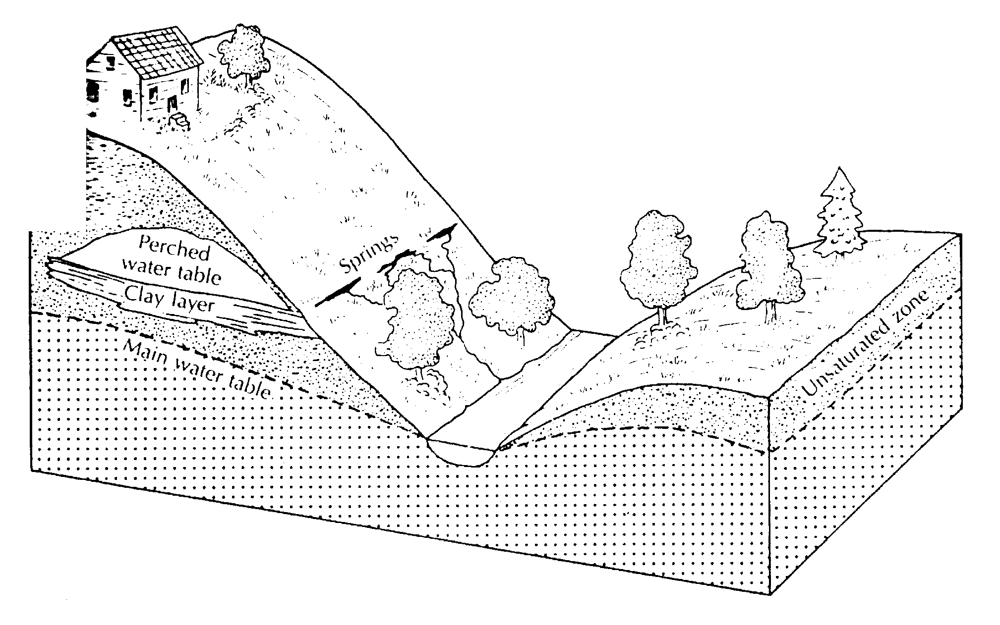 Springs
Perched
water table
Clay layer
Main water table
Unsaturated zone